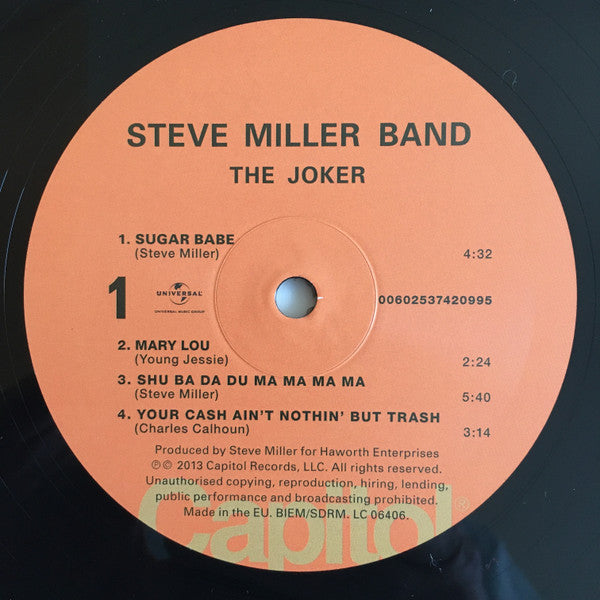 STEVE MILLER BAND
THE JOKER
1. SUGAR BABE
(Steve Miller) 4:32
1 UNIVERSAL
UNIVERSAL MUSIC GROUP
00602537420995
2. MARY LOU
(Young Jessie) 2:24
3. SHU BA DA DU MA MA MA MA
(Steve Miller) 5:40
4. YOUR CASH AIN'T NOTHIN' BUT TRASH
(Charles Calhoun) 3:14
Produced by Steve Miller for Haworth Enterprises
℗© 2013 Capitol Records, LLC. All rights reserved.
Unauthorised copying, reproduction, hiring, lending,
public performance and broadcasting prohibited.
Made in the EU. BIEM/SDRM. LC 06406.
Capitol®